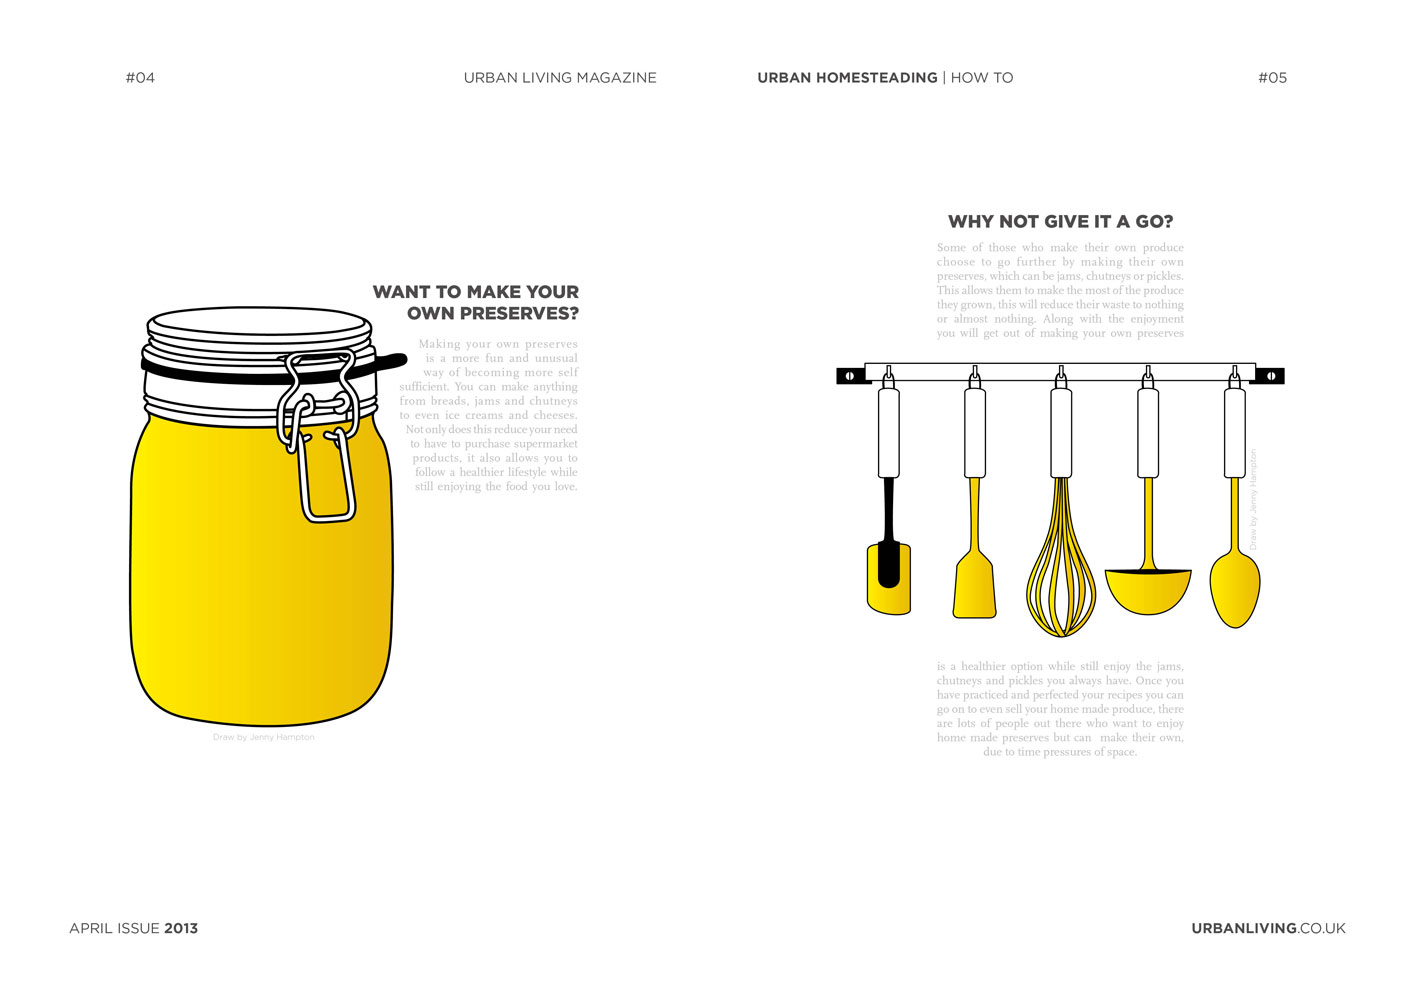 #04
URBAN LIVING MAGAZINE
URBAN HOMESTEADING | HOW TO
#05
WANT TO MAKE YOUR
OWN PRESERVES?
Making your own preserves
is a more fun and unusual
way of becoming more self
sufficient. You can make anything
from breads, jams and chutneys
to even ice creams and cheeses.
Not only does this reduce your need
to have to purchase supermarket
products, it also allows you to
follow a healthier lifestyle while
still enjoying the food you love.
Draw by Jenny Hampton
WHY NOT GIVE IT A GO?
Some of those who make their own produce
choose to go further by making their own
preserves, which can be jams, chutneys or pickles.
This allows them to make the most of the produce
they grown, this will reduce their waste to nothing
or almost nothing. Along with the enjoyment
you will get out of making your own preserves
Draw by Jenny Hampton
is a healthier option while still enjoy the jams,
chutneys and pickles you always have. Once you
have practiced and perfected your recipes you can
go on to even sell your home made produce, there
are lots of people out there who want to enjoy
home made preserves but can make their own,
due to time pressures of space.
APRIL ISSUE 2013
URBANLIVING.CO.UK